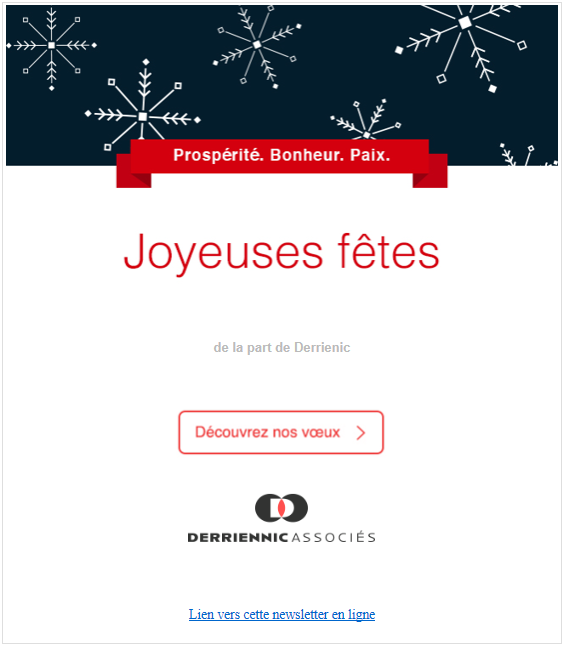 Prospérité. Bonheur. Paix.
Joyeuses fêtes
de la part de Derrienic
Découvrez nos vœux
DERRIENNIC ASSOCIÉS
Lien vers cette newsletter en ligne